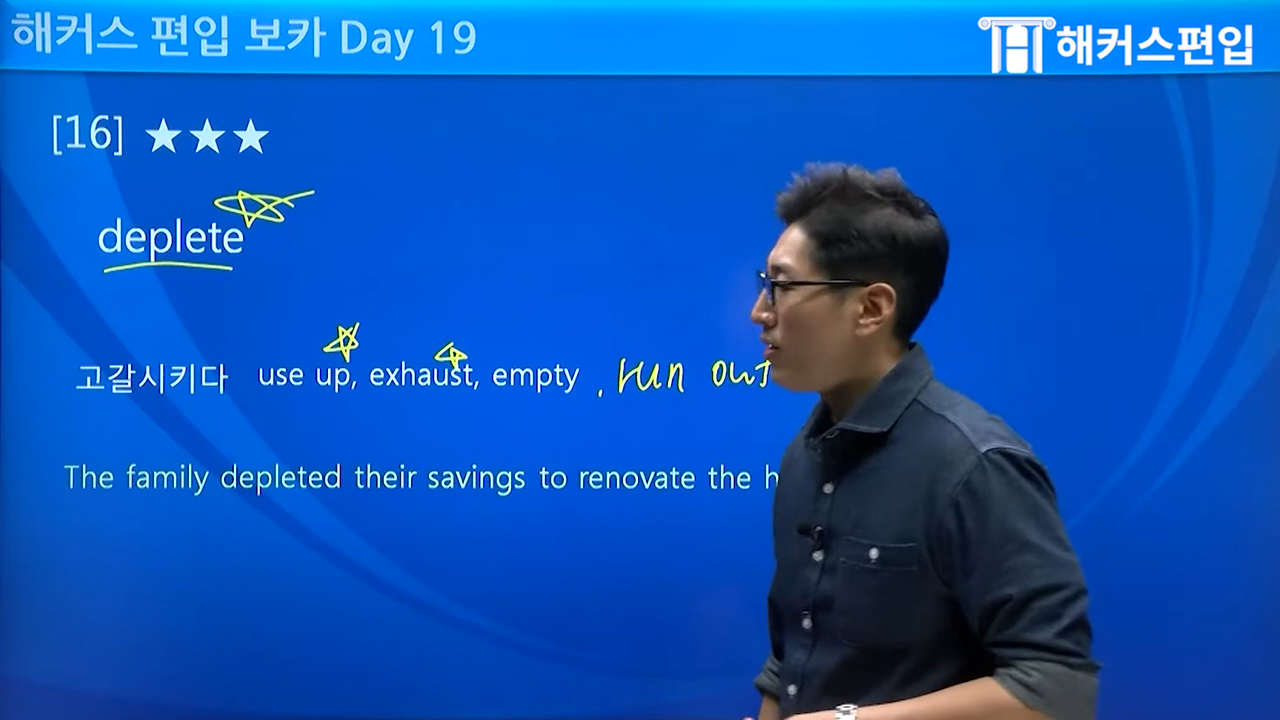 해커스 편입 보카 Day 19
해커스편입
[16] ★★★
deplete
고갈시키다 use up, exhaust, empty , run out
The family depleted their savings to renovate the